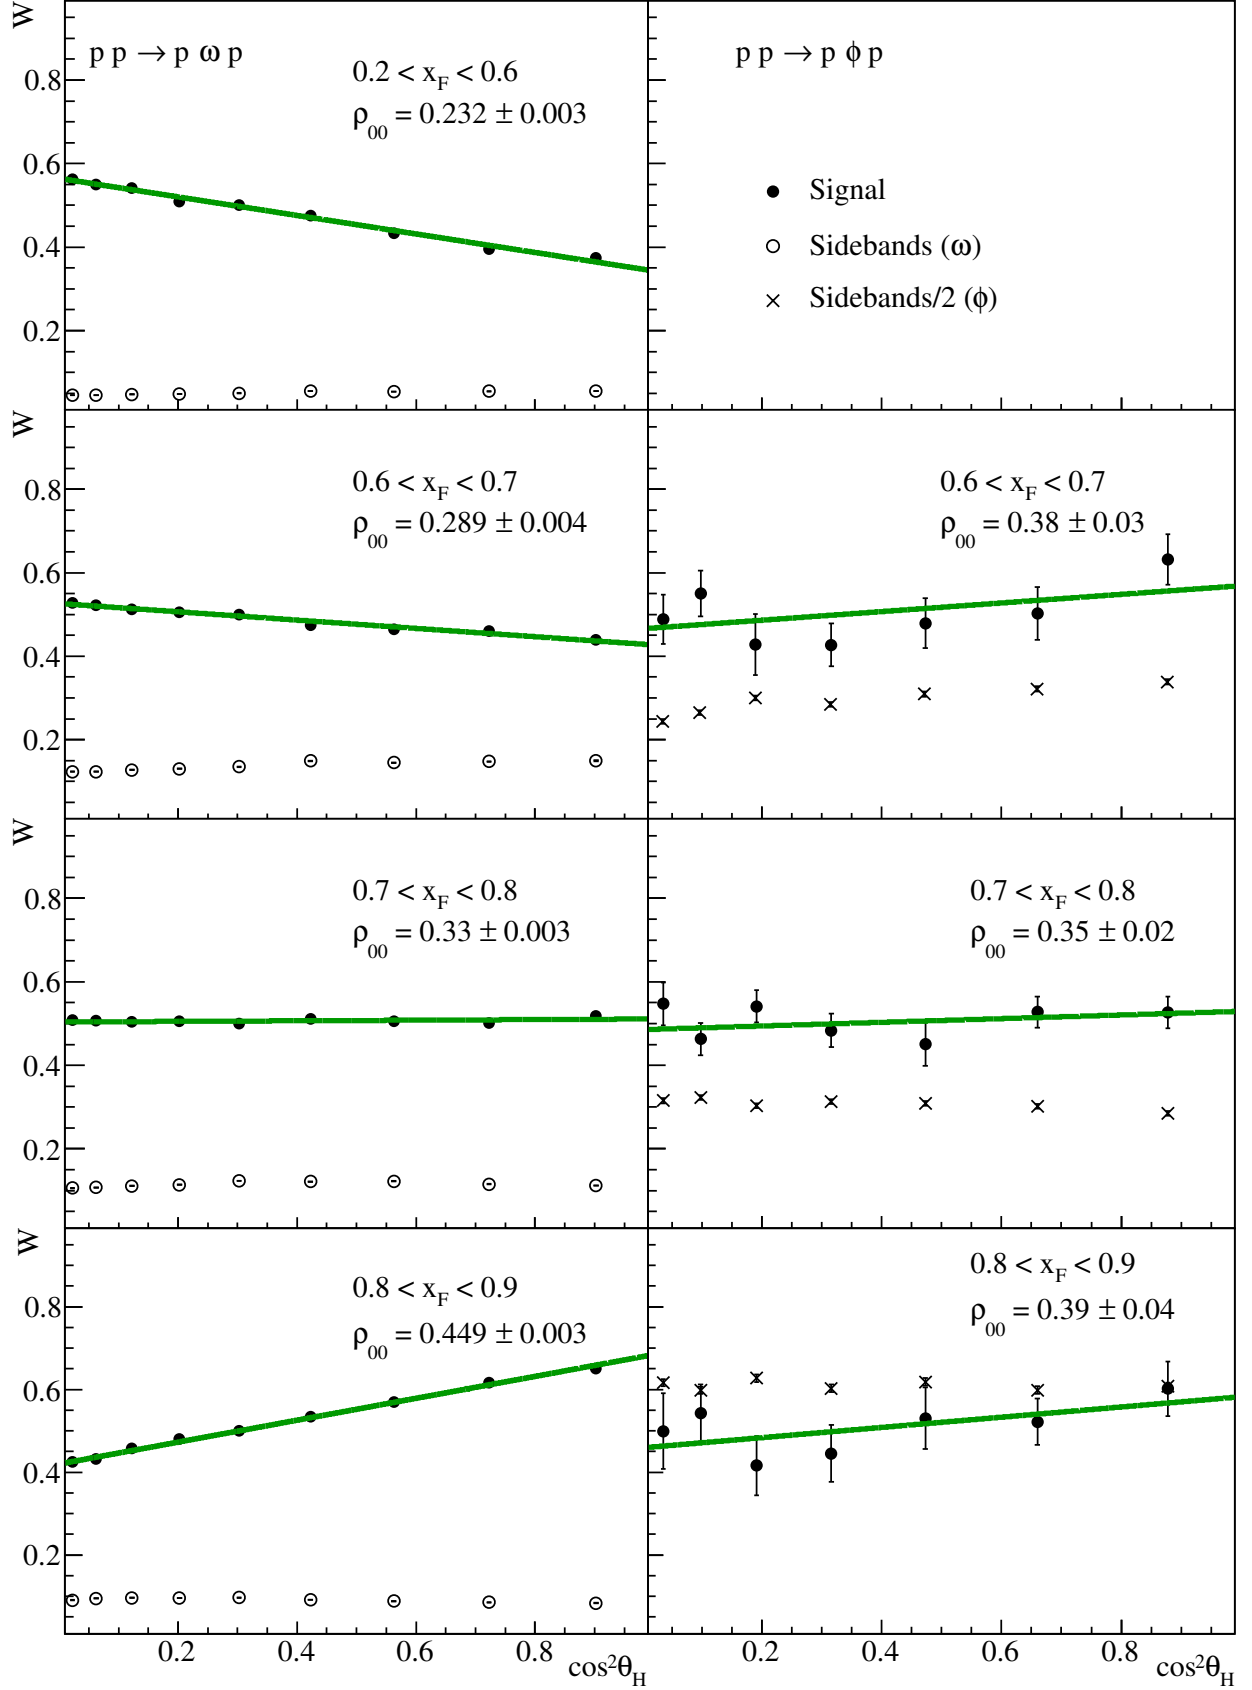 W
p p → p ω p
0.2 < x_F < 0.6
ρ_00 = 0.232 ± 0.003
0.8
0.6
0.4
0.2
p p → p ϕ p
Signal
Sidebands (ω)
Sidebands/2 (ϕ)
W
0.6 < x_F < 0.7
ρ_00 = 0.289 ± 0.004
0.8
0.6
0.4
0.2
0.6 < x_F < 0.7
ρ_00 = 0.38 ± 0.03
W
0.7 < x_F < 0.8
ρ_00 = 0.33 ± 0.003
0.8
0.6
0.4
0.2
0.7 < x_F < 0.8
ρ_00 = 0.35 ± 0.02
W
0.8 < x_F < 0.9
ρ_00 = 0.449 ± 0.003
0.8
0.6
0.4
0.2
0.8 < x_F < 0.9
ρ_00 = 0.39 ± 0.04
0.2 0.4 0.6 0.8
cos²θ_H
0.2 0.4 0.6 0.8
cos²θ_H